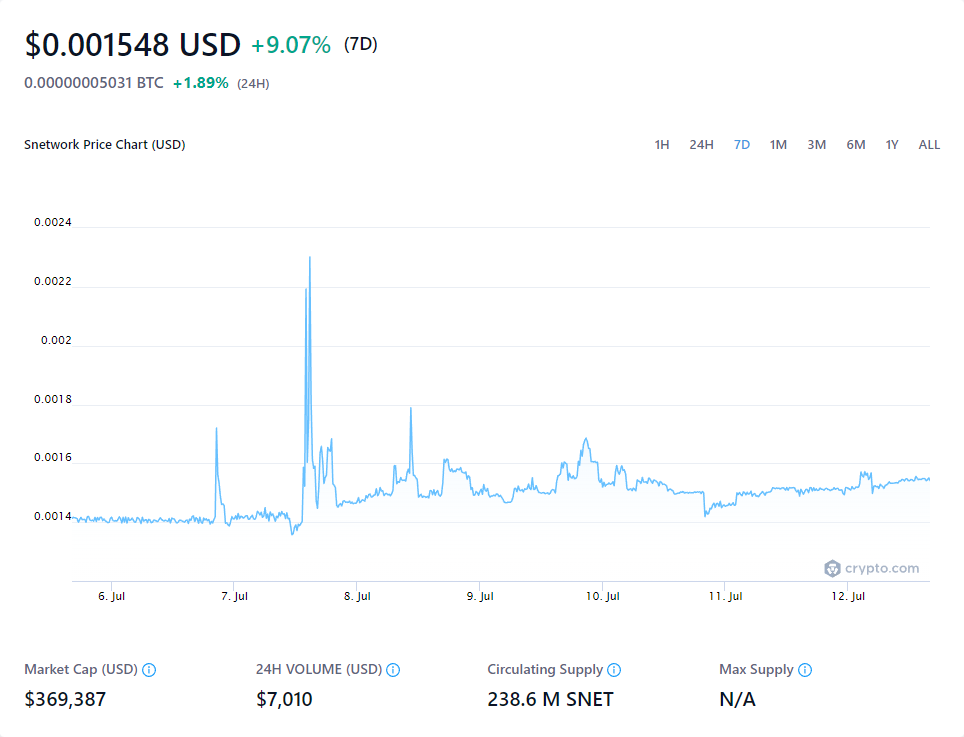 $0.001548 USD +9.07% (7D)
0.00000005031 BTC +1.89% (24H)
Snetwork Price Chart (USD) 1H 24H 7D 1M 3M 6M 1Y ALL
0.0024
0.0022
0.002
0.0018
0.0016
0.0014
crypto.com
6. Jul 7. Jul 8. Jul 9. Jul 10. Jul 11. Jul 12. Jul
Market Cap (USD) 24H VOLUME (USD) Circulating Supply Max Supply
$369,387 $7,010 238.6 M SNET N/A